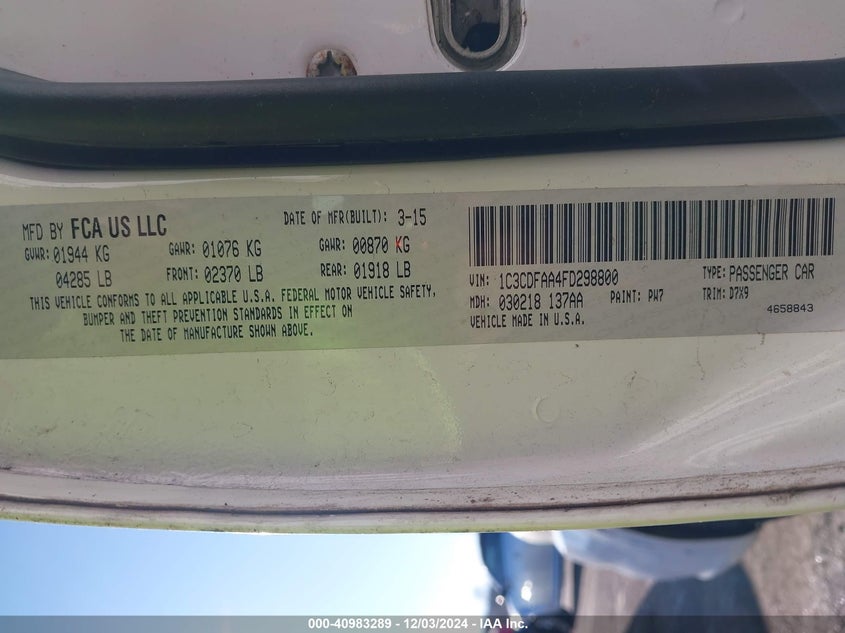 MFD BY FCA US LLC DATE OF MFR(BUILT): 3-15
GVWR: 01944 KG GAWR: 01076 KG GAWR: 00870 KG
04285 LB FRONT: 02370 LB REAR: 01918 LB
THIS VEHICLE CONFORMS TO ALL APPLICABLE U.S.A. FEDERAL MOTOR VEHICLE SAFETY,
BUMPER AND THEFT PREVENTION STANDARDS IN EFFECT ON
THE DATE OF MANUFACTURE SHOWN ABOVE.
VIN: 1C3CDFAA4FD298800 TYPE: PASSENGER CAR
MDH: 030218 137AA PAINT: PW7 TRIM: D7X9
VEHICLE MADE IN U.S.A. 4658843
000-40983289 - 12/03/2024 - IAA Inc.